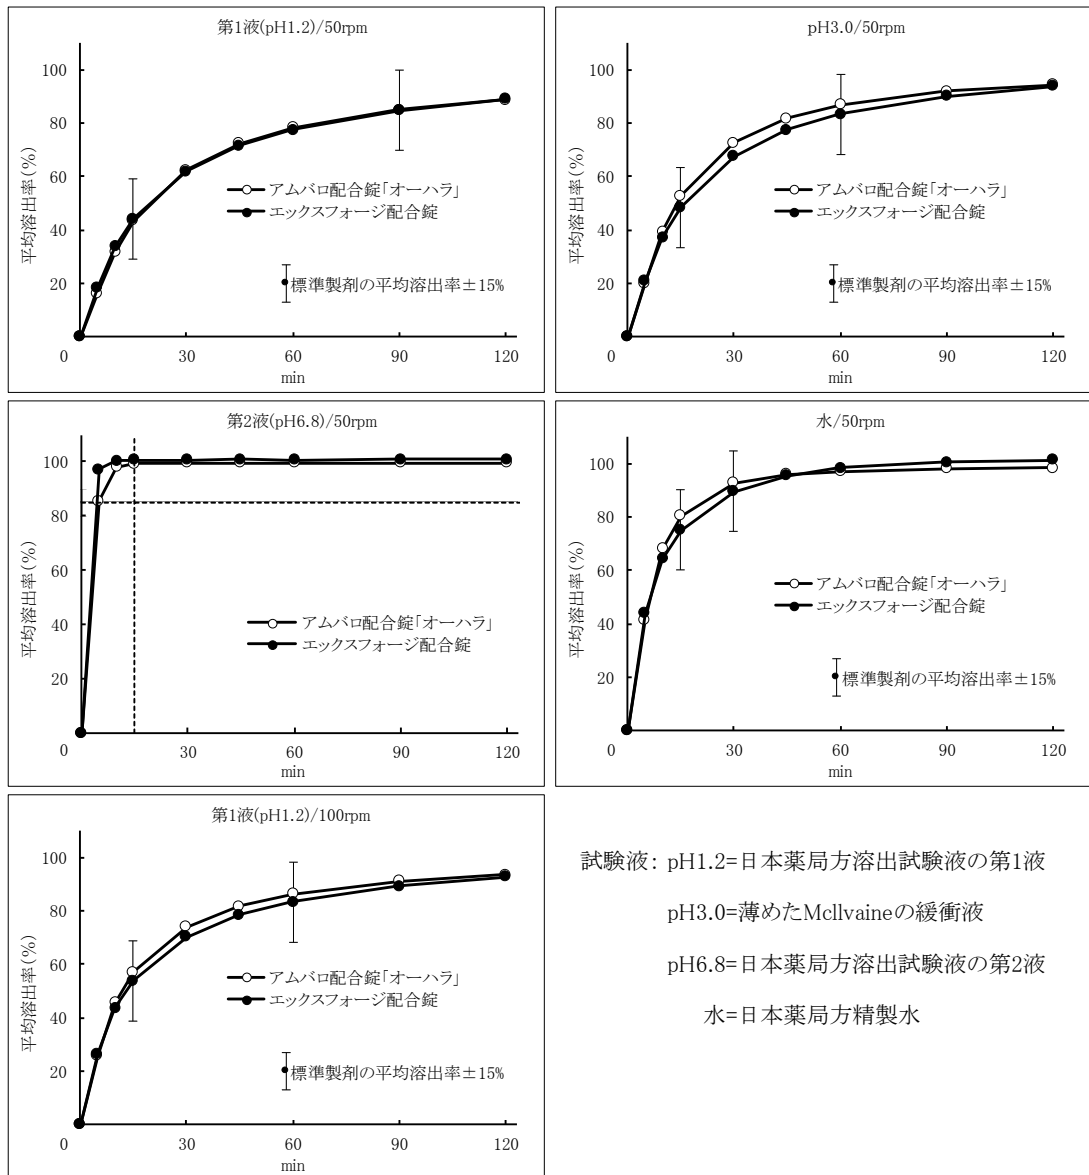 第1液(pH1.2)/50rpm
平均溶出率(%)
100
80
60
40
20
0
30
60
90
120
min
アムバロ配合錠「オーハラ」
エックスフォージ配合錠
標準製剤の平均溶出率±15%
pH3.0/50rpm
平均溶出率(%)
100
80
60
40
20
0
30
60
90
120
min
アムバロ配合錠「オーハラ」
エックスフォージ配合錠
標準製剤の平均溶出率±15%
第2液(pH6.8)/50rpm
平均溶出率(%)
100
80
60
40
20
0
30
60
90
120
min
アムバロ配合錠「オーハラ」
エックスフォージ配合錠
水/50rpm
平均溶出率(%)
100
80
60
40
20
0
30
60
90
120
min
アムバロ配合錠「オーハラ」
エックスフォージ配合錠
標準製剤の平均溶出率±15%
第1液(pH1.2)/100rpm
平均溶出率(%)
100
80
60
40
20
0
30
60
90
120
min
アムバロ配合錠「オーハラ」
エックスフォージ配合錠
標準製剤の平均溶出率±15%
試験液: pH1.2=日本薬局方溶出試験液の第1液
pH3.0=薄めたMcllvaineの緩衝液
pH6.8=日本薬局方溶出試験液の第2液
水=日本薬局方精製水